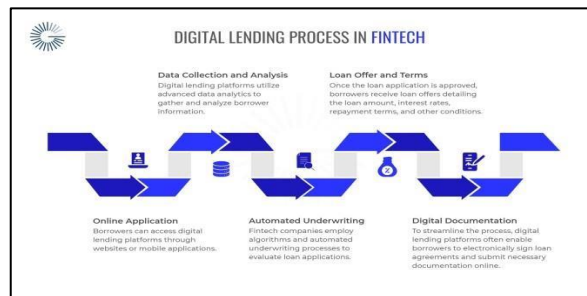 DIGITAL LENDING PROCESS IN FINTECH
Data Collection and Analysis
Digital lending platforms utilize
advanced data analytics to
gather and analyze borrower
information.
Loan Offer and Terms
Once the loan application is approved,
borrowers receive loan offers detailing
the loan amount, interest rates,
repayment terms, and other conditions.
Online Application
Borrowers can access digital
lending platforms through
websites or mobile applications.
Automated Underwriting
Fintech companies employ
algorithms and automated
underwriting processes to
evaluate loan applications.
Digital Documentation
To streamline the process, digital
lending platforms often enable
borrowers to electronically sign loan
agreements and submit necessary
documentation online.